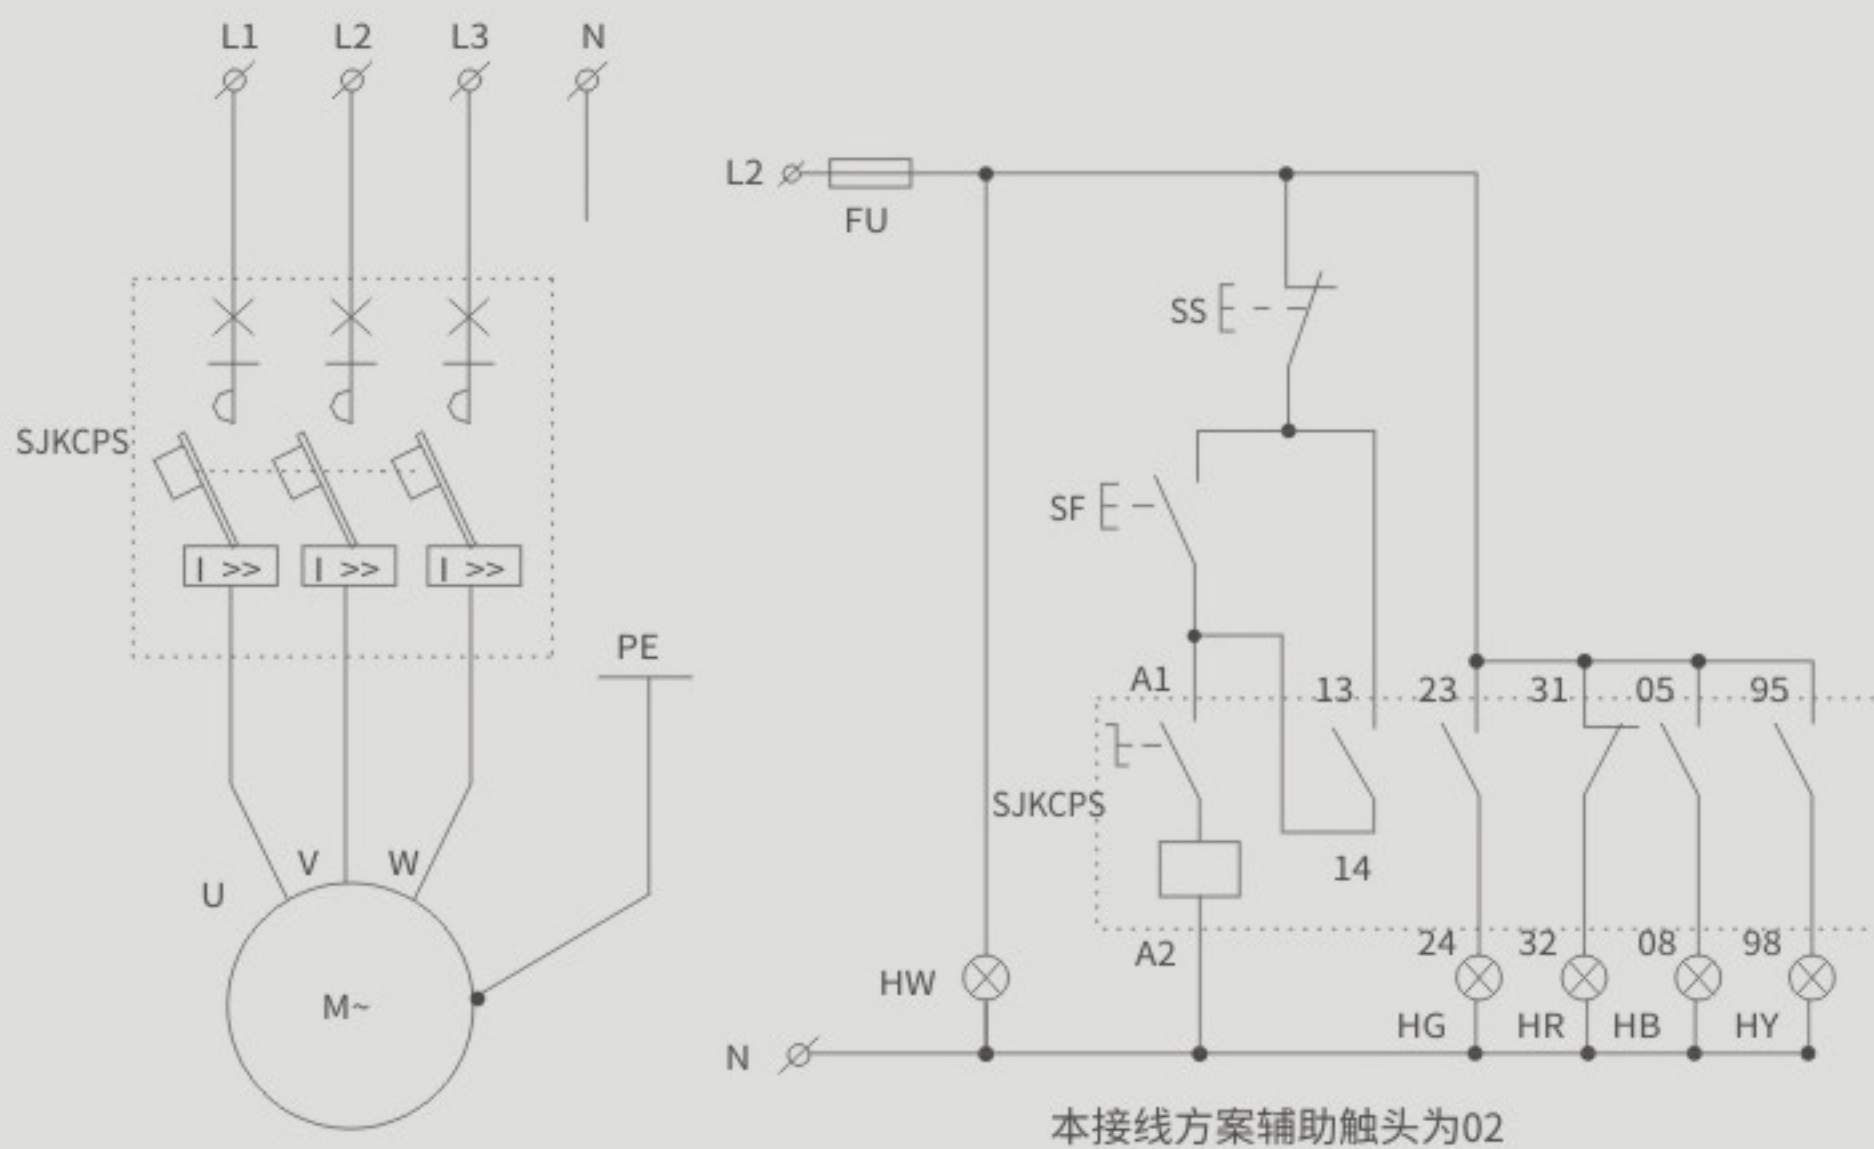 L1 L2 L3 N
L2
FU
SS
SJKCPS
SF
I >> I >> I >>
PE
A1 13 23 31 05 95
SJKCPS
14
U V W
24 32 08 98
A2
HW
M~
HG HR HB HY
N
本接线方案辅助触头为02